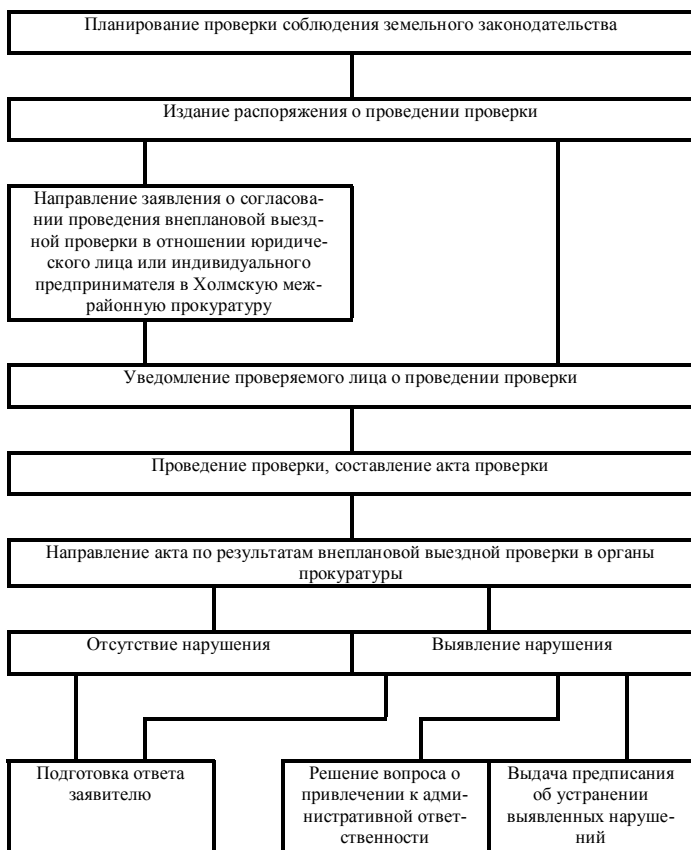 Планирование проверки соблюдения земельного законодательства
Издание распоряжения о проведении проверки
Направление заявления о согласова-
нии проведения внеплановой выезд-
ной проверки в отношении юридиче-
ского лица или индивидуального
предпринимателя в Холмскую меж-
районную прокуратуру
Уведомление проверяемого лица о проведении проверки
Проведение проверки, составление акта проверки
Направление акта по результатам внеплановой выездной проверки в органы
прокуратуры
Отсутствие нарушения
Выявление нарушения
Подготовка ответа
заявителю
Решение вопроса о
привлечении к адми-
нистративной ответ-
ственности
Выдача предписания
об устранении
выявленных наруше-
ний